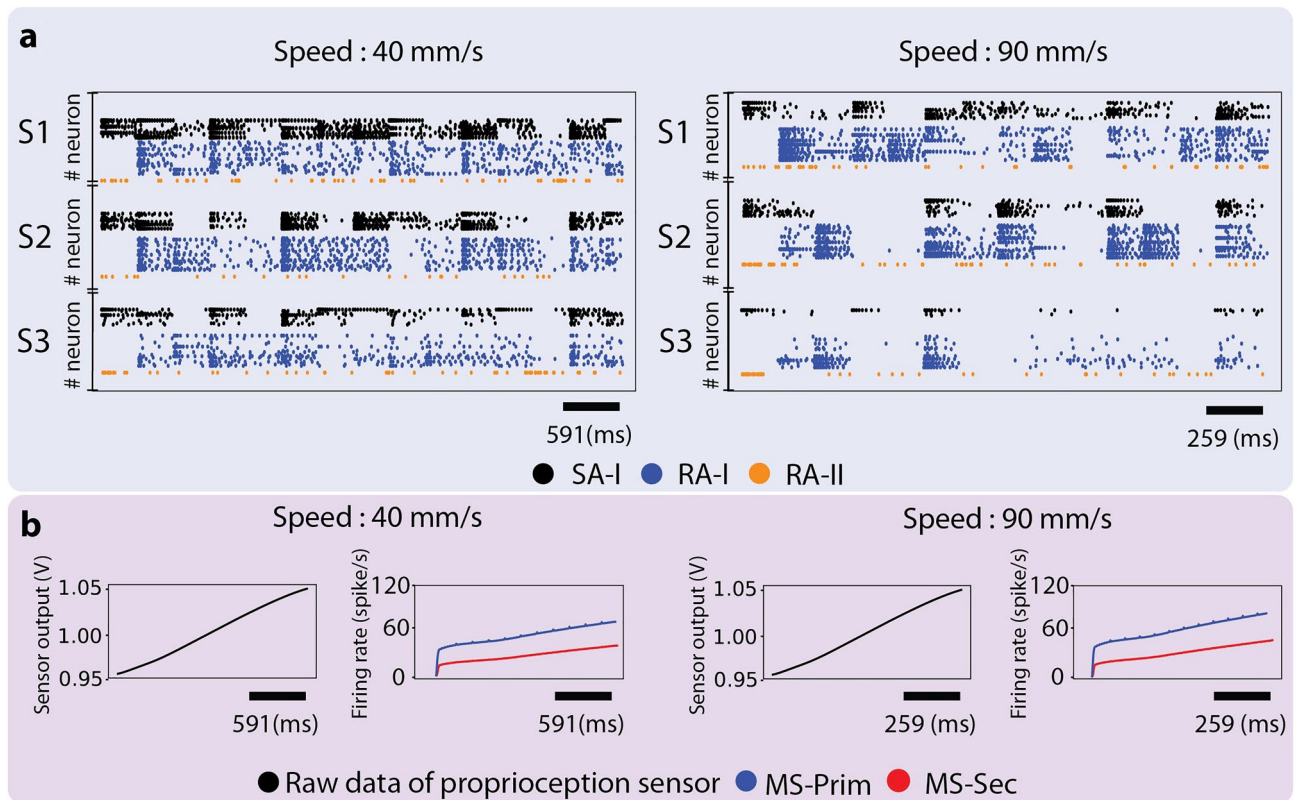 a
Speed : 40 mm/s
Speed : 90 mm/s
S1
# neuron
S2
# neuron
S3
# neuron
591(ms)
S1
# neuron
S2
# neuron
S3
# neuron
259 (ms)
SA-I RA-I RA-II
b
Speed : 40 mm/s
Speed : 90 mm/s
Sensor output (V)
1.05
1.00
0.95
591(ms)
Firing rate (spike/s)
120
60
0
591(ms)
Sensor output (V)
1.05
1.00
0.95
259 (ms)
Firing rate (spike/s)
120
60
0
259 (ms)
Raw data of proprioception sensor MS-Prim MS-Sec